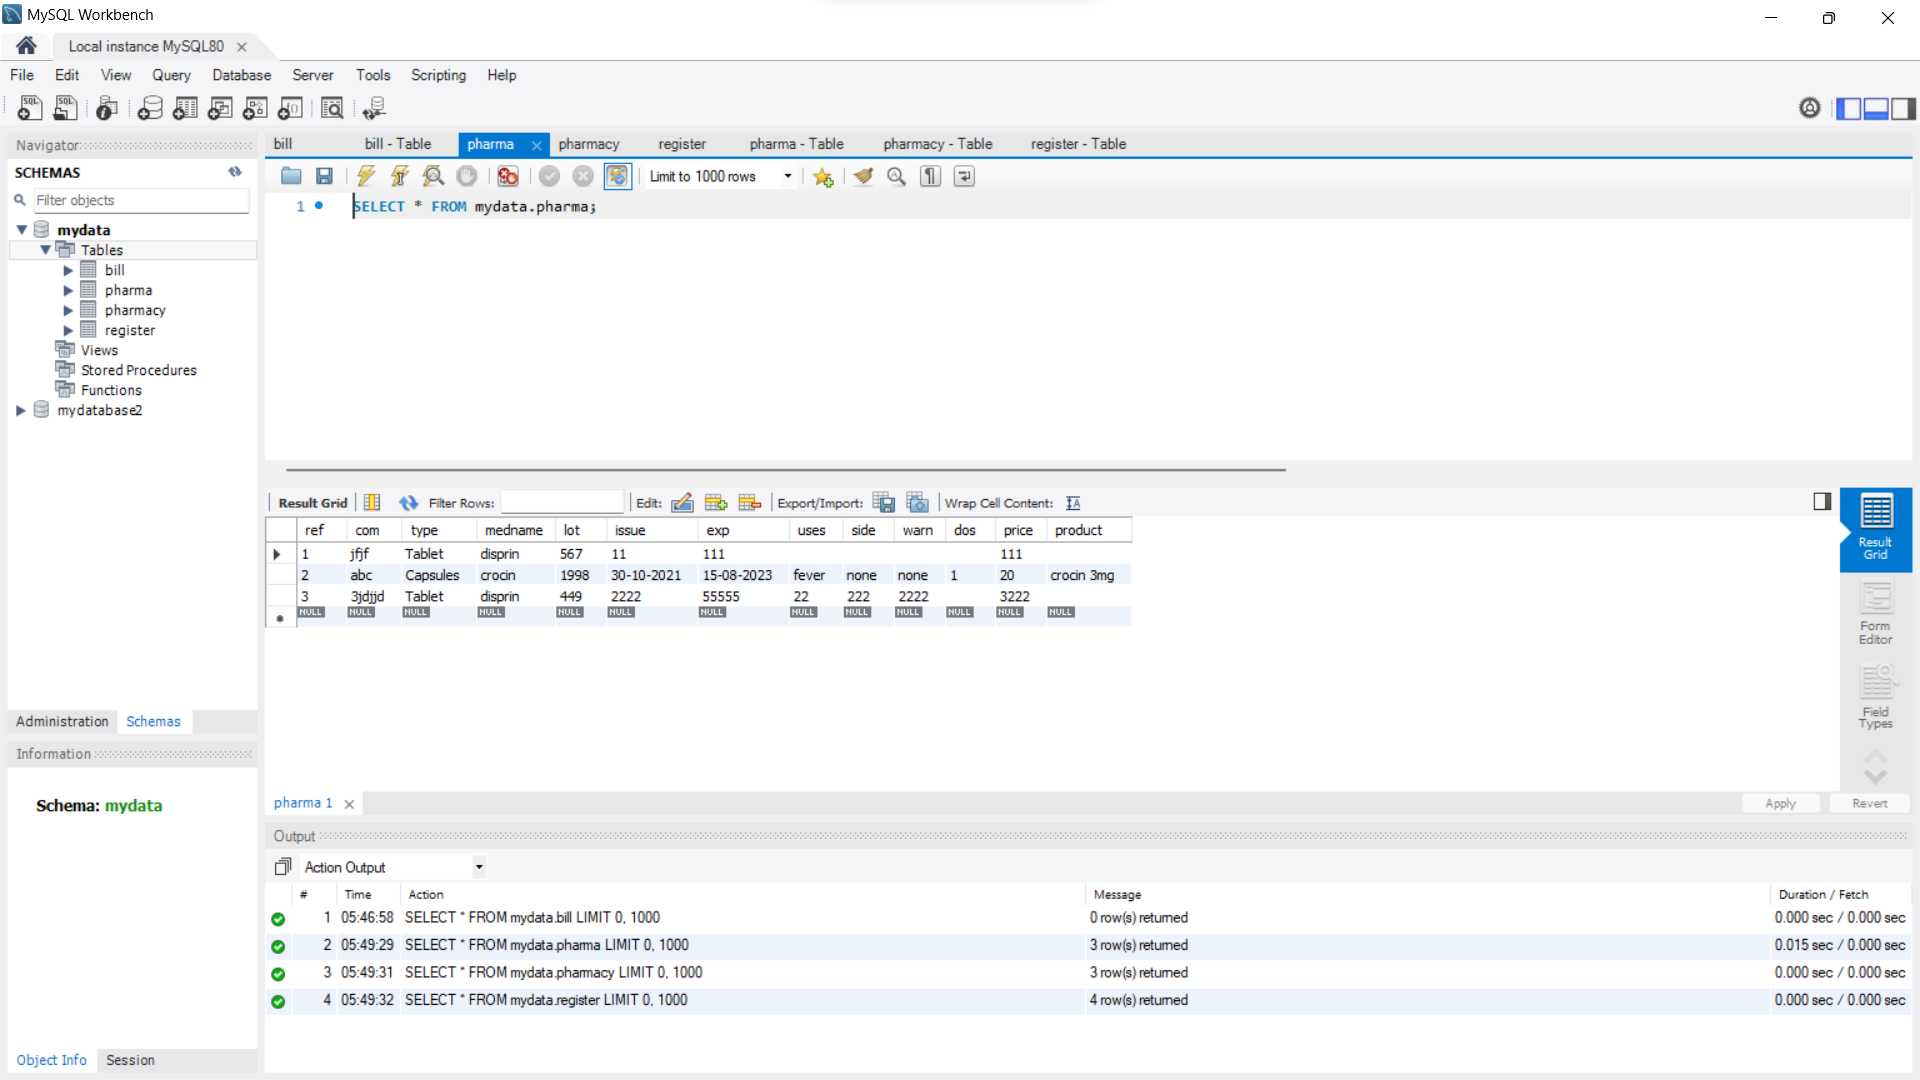 MySQL Workbench
Local instance MySQL80
File Edit View Query Database Server Tools Scripting Help
Navigator
SCHEMAS
Filter objects
mydata
Tables
bill
pharma
pharmacy
register
Views
Stored Procedures
Functions
mydatabase2
Administration Schemas
Information
Schema: mydata
Object Info Session
bill bill - Table pharma pharmacy register pharma - Table pharmacy - Table register - Table
Limit to 1000 rows
1 SELECT * FROM mydata.pharma;
Result Grid Filter Rows: Edit: Export/Import: Wrap Cell Content:
ref com type medname lot issue exp uses side warn dos price product
1 jfjf Tablet disprin 567 11 111 111
2 abc Capsules crocin 1998 30-10-2021 15-08-2023 fever none none 1 20 crocin 3mg
3 3jdjjd Tablet disprin 449 2222 55555 22 222 2222 3222
NULL NULL NULL NULL NULL NULL NULL NULL NULL NULL NULL NULL NULL
Result
Grid
Form
Editor
Field
Types
pharma 1 Apply Revert
Output
Action Output
# Time Action Message Duration / Fetch
1 05:46:58 SELECT * FROM mydata.bill LIMIT 0, 1000 0 row(s) returned 0.000 sec / 0.000 sec
2 05:49:29 SELECT * FROM mydata.pharma LIMIT 0, 1000 3 row(s) returned 0.015 sec / 0.000 sec
3 05:49:31 SELECT * FROM mydata.pharmacy LIMIT 0, 1000 3 row(s) returned 0.000 sec / 0.000 sec
4 05:49:32 SELECT * FROM mydata.register LIMIT 0, 1000 4 row(s) returned 0.000 sec / 0.000 sec